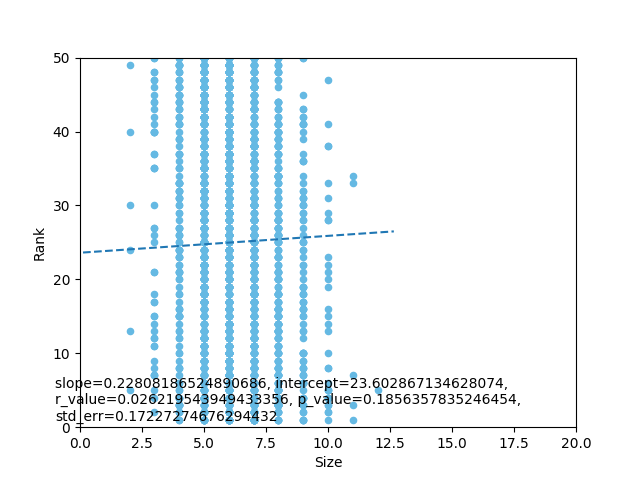 50
40
30
20
10
0
Rank
slope=0.22808186524890686, intercept=23.602867134628074,
r_value=0.026219543949433356, p_value=0.1856357835246454,
std_err=0.17227274676294432
0.0 2.5 5.0 7.5 10.0 12.5 15.0 17.5 20.0
Size